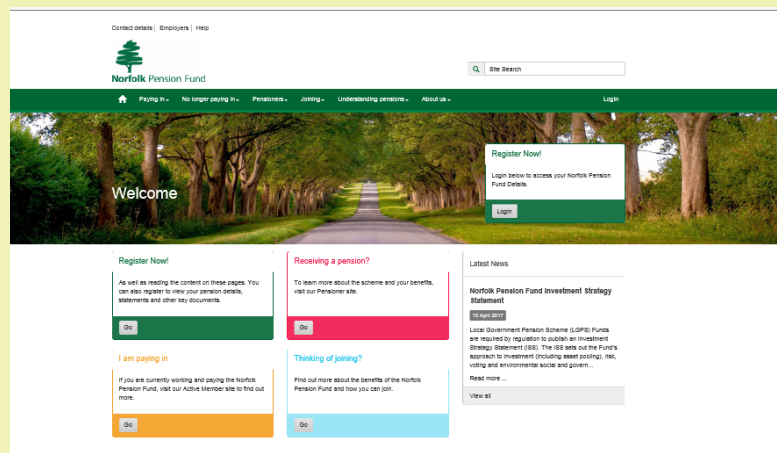 Contact details | Employers | Help
Norfolk Pension Fund
Site Search
Paying in No longer paying in Pensioners Joining Understanding pensions About us Login
Welcome
Register Now!
Login below to access your Norfolk Pension
Fund Details.
Login
Register Now!
As well as reading the content on these pages. You
can also register to view your pension details,
statements and other key documents.
Go
Receiving a pension?
To learn more about the scheme and your benefits,
visit our Pensioner site.
Go
I am paying in
If you are currently working and paying the Norfolk
Pension Fund, visit our Active Member site to find out
more.
Go
Thinking of joining?
Find out more about the benefits of the Norfolk
Pension Fund and how you can join.
Go
Latest News
Norfolk Pension Fund Investment Strategy
Statement
10 April 2017
Local Government Pension Scheme (LGPS) Funds
are required by regulation to publish an Investment
Strategy Statement (ISS). The ISS sets out the Fund's
approach to investment (including asset pooling), risk,
voting and environmental social and govern...
Read more ...
View all